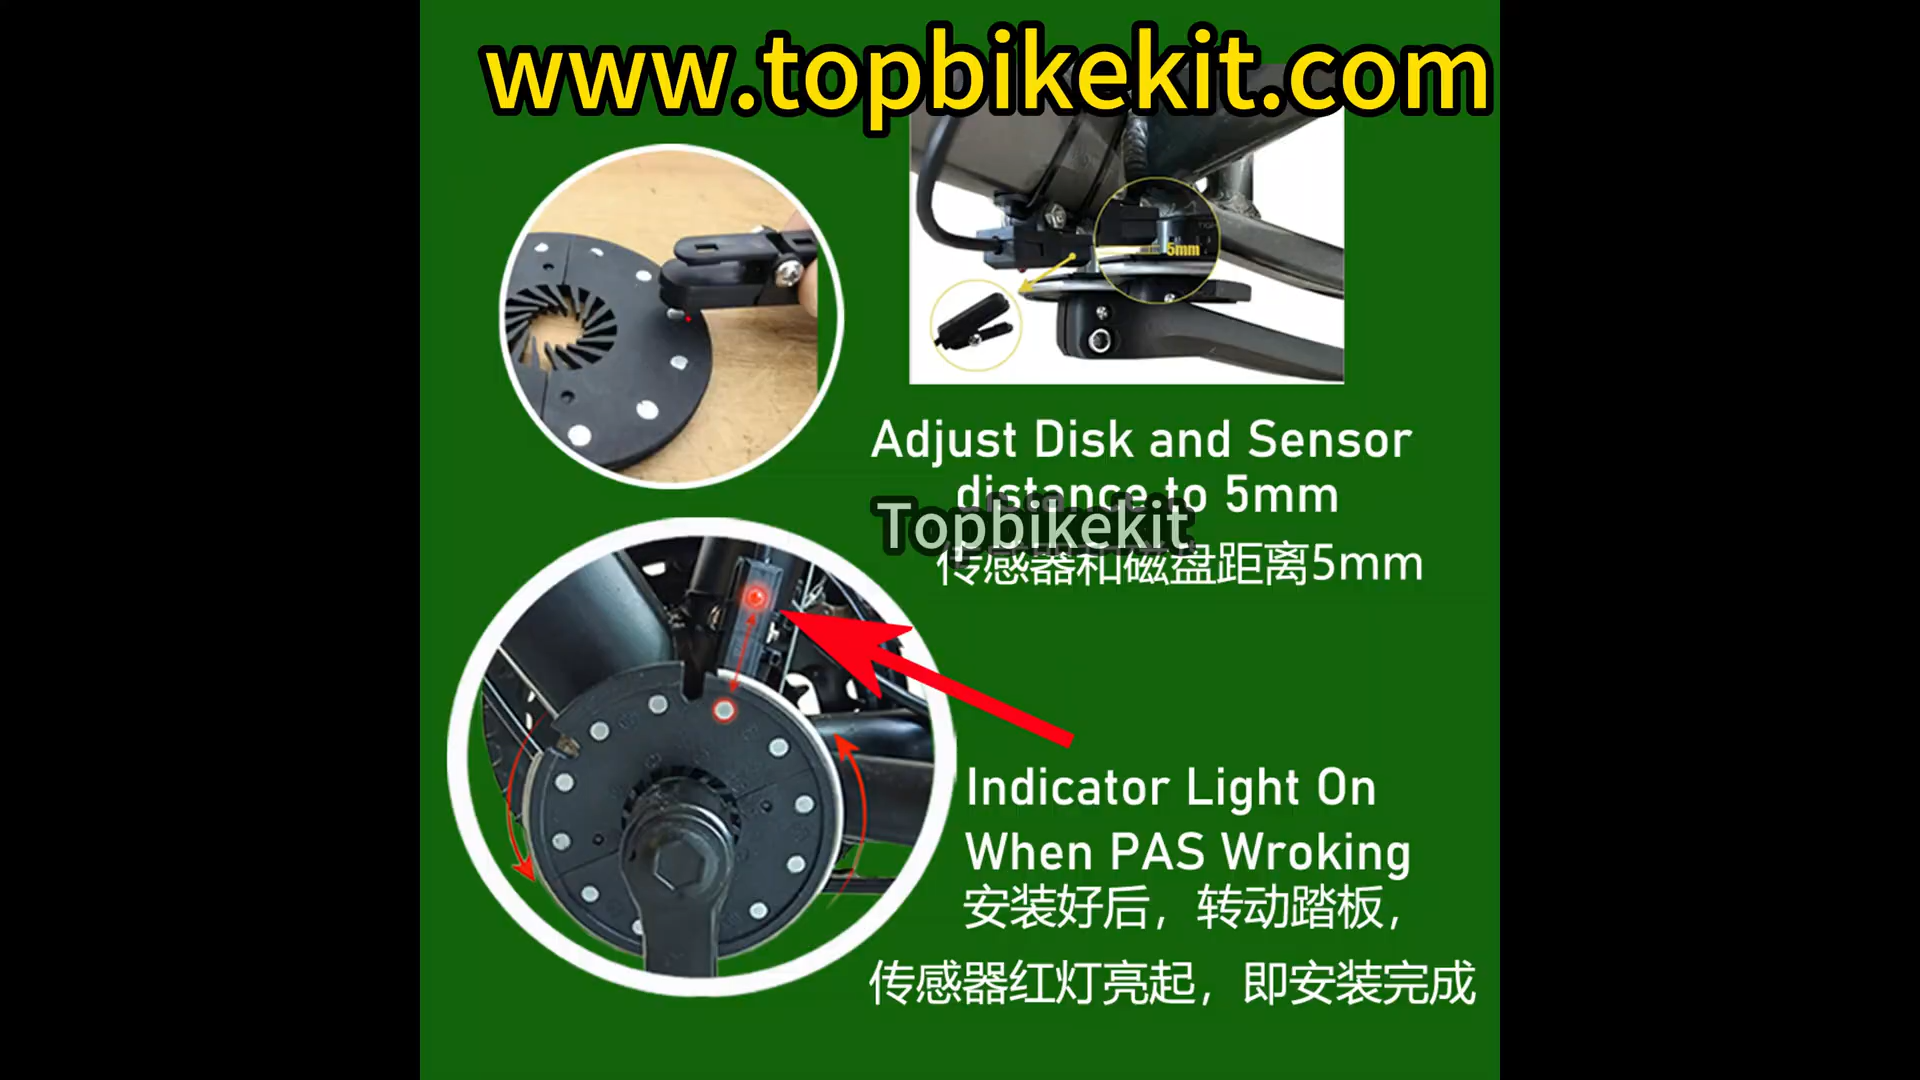 www.topbikekit.com
5mm
Adjust Disk and Sensor
distance to 5mm
Topbikekit
传感器和磁盘距离5mm
Indicator Light On
When PAS Wroking
安装好后，转动踏板，
传感器红灯亮起，即安装完成